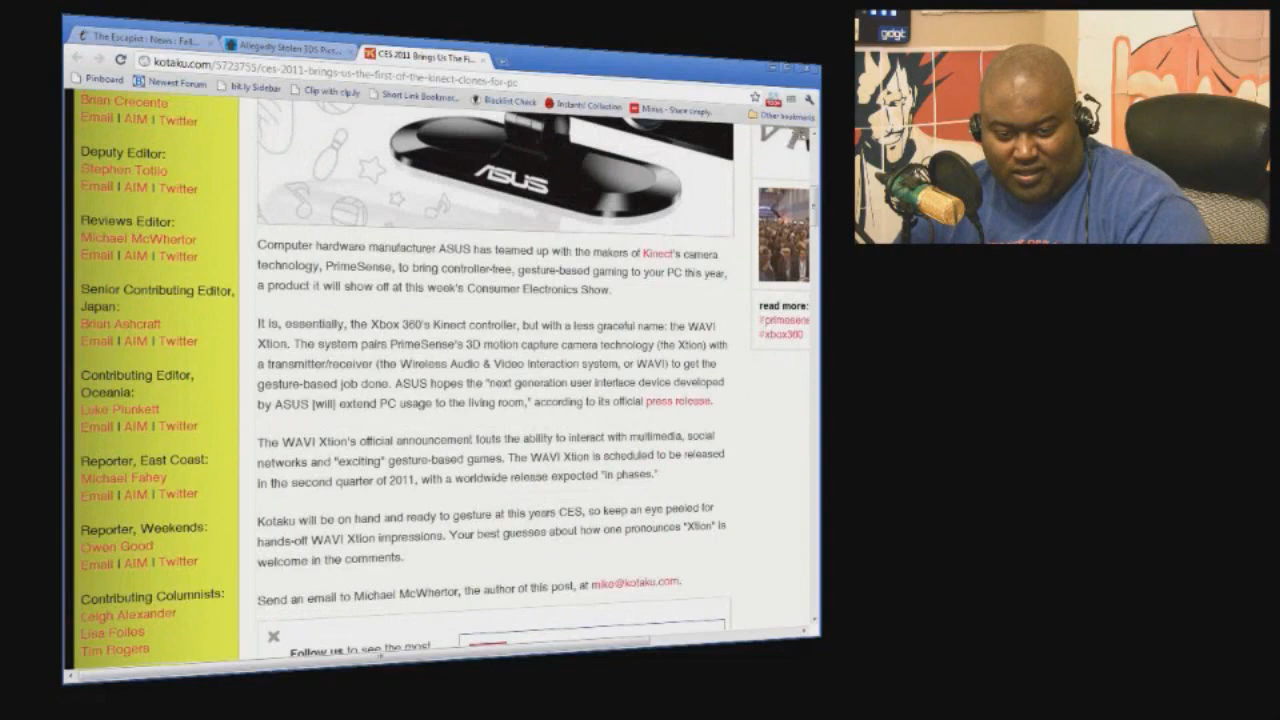 The Escapist : News : Fell...
Allegedly Stolen 3DS Pict...
CES 2011 Brings Us The Fi...
kotaku.com/5723755/ces-2011-brings-us-the-first-of-the-kinect-clones-for-pc
Pinboard
Newest Forum
bit.ly Sidebar
Clip with clp.ly
Short Link Bookmar...
Blacklist Check
Instants! Collection
Minus - Share simply.
Other bookmarks
Brian Crecente
Email | AIM | Twitter
Deputy Editor:
Stephen Totilo
Email | AIM | Twitter
Reviews Editor:
Michael McWhertor
Email | AIM | Twitter
Senior Contributing Editor,
Japan:
Brian Ashcraft
Email | AIM | Twitter
Contributing Editor,
Oceania:
Luke Plunkett
Email | AIM | Twitter
Reporter, East Coast:
Michael Fahey
Email | AIM | Twitter
Reporter, Weekends:
Owen Good
Email | AIM | Twitter
Contributing Columnists:
Leigh Alexander
Lisa Foiles
Tim Rogers
ASUS
Computer hardware manufacturer ASUS has teamed up with the makers of Kinect's camera
technology, PrimeSense, to bring controller-free, gesture-based gaming to your PC this year,
a product it will show off at this week's Consumer Electronics Show.
It is, essentially, the Xbox 360's Kinect controller, but with a less graceful name: the WAVI
Xtion. The system pairs PrimeSense's 3D motion capture camera technology (the Xtion) with
a transmitter/receiver (the Wireless Audio & Video Interaction system, or WAVI) to get the
gesture-based job done. ASUS hopes the "next generation user interface device developed
by ASUS [will] extend PC usage to the living room," according to its official press release.
The WAVI Xtion's official announcement touts the ability to interact with multimedia, social
networks and "exciting" gesture-based games. The WAVI Xtion is scheduled to be released
in the second quarter of 2011, with a worldwide release expected "in phases."
Kotaku will be on hand and ready to gesture at this years CES, so keep an eye peeled for
hands-off WAVI Xtion impressions. Your best guesses about how one pronounces "Xtion" is
welcome in the comments.
Send an email to Michael McWhertor, the author of this post, at mike@kotaku.com.
Follow us to see the most
read more:
#primesens
#xbox360
gdgt